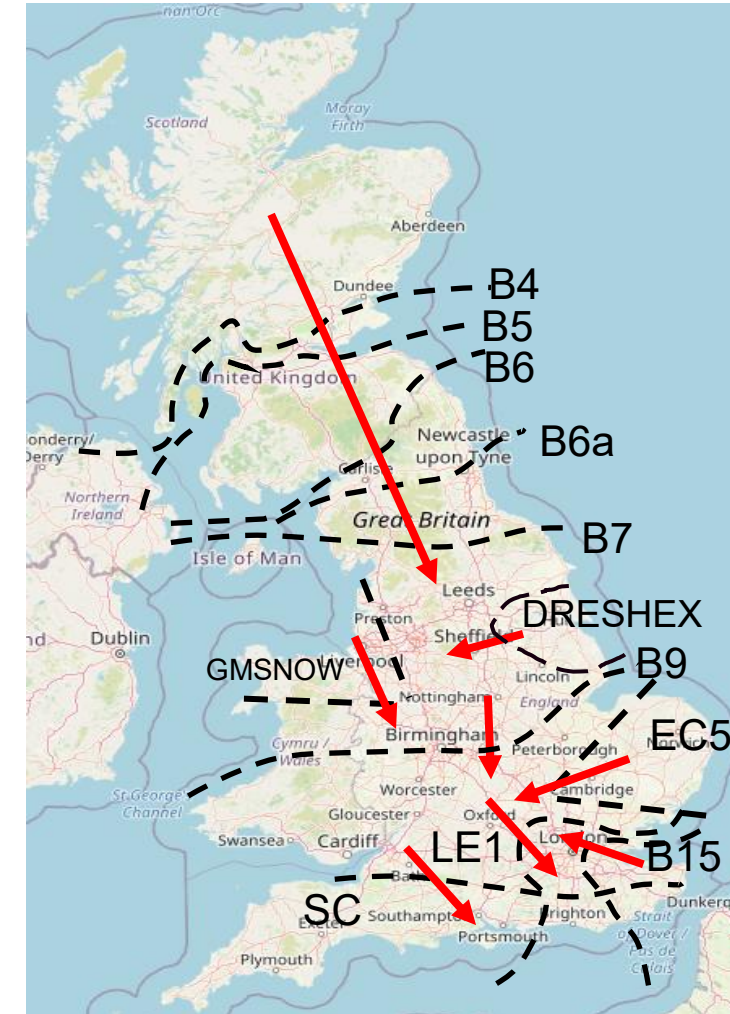 nan Orc
Moray
Firth
Scotland
Aberdeen
Dundee
B4
B5
United Kingdom
B6
onderry/
Derry
Newcastle
upon Tyne
B6a
Carlisle
Northern
Ireland
Great Britain
B7
Isle of Man
Leeds
Preston
DRESHEX
Sheffield
Dublin
Liverpool
GMSNOW
Lincoln
B9
Nottingham
England
EC5
Norwich
Birmingham
Peterborough
Cymru /
Wales
Worcester
Cambridge
St George's
Channel
Gloucester
Oxford
Swansea
Cardiff
LE1
London
B15
Bath
SC
Southampton
Exeter
Brighton
Portsmouth
Strait
of Dover /
Pas de
Calais
Dunkerq
Plymouth